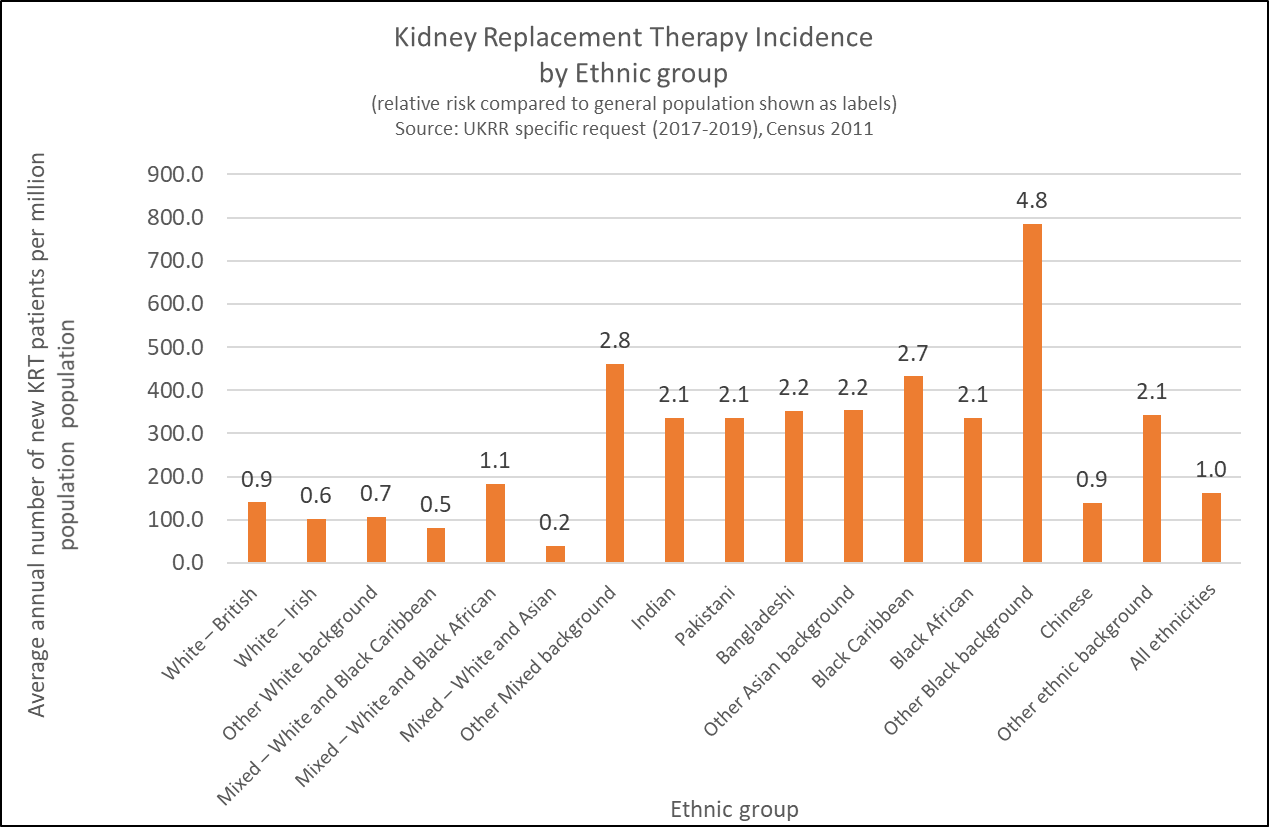 Kidney Replacement Therapy Incidence
by Ethnic group
(relative risk compared to general population shown as labels)
Source: UKRR specific request (2017-2019), Census 2011
Average annual number of new KRT patients per million
population population
900.0
800.0
700.0
600.0
500.0
400.0
300.0
200.0
100.0
0.0
0.9
0.6
0.7
0.5
1.1
0.2
2.8
2.1
2.1
2.2
2.2
2.7
2.1
4.8
0.9
2.1
1.0
White – British
White – Irish
Other White background
Mixed – White and Black Caribbean
Mixed – White and Black African
Mixed – White and Asian
Other Mixed background
Indian
Pakistani
Bangladeshi
Other Asian background
Black Caribbean
Black African
Other Black background
Chinese
Other ethnic background
All ethnicities
Ethnic group